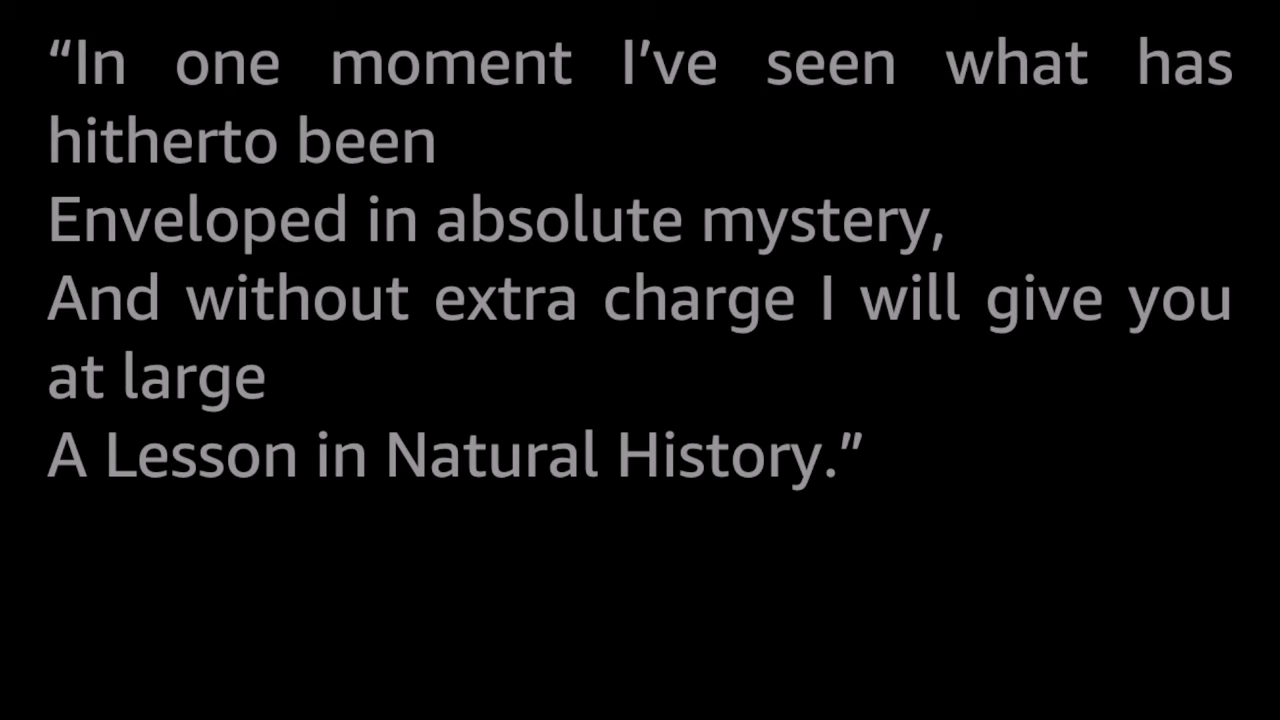 “In one moment I’ve seen what has
hitherto been
Enveloped in absolute mystery,
And without extra charge I will give you
at large
A Lesson in Natural History.”